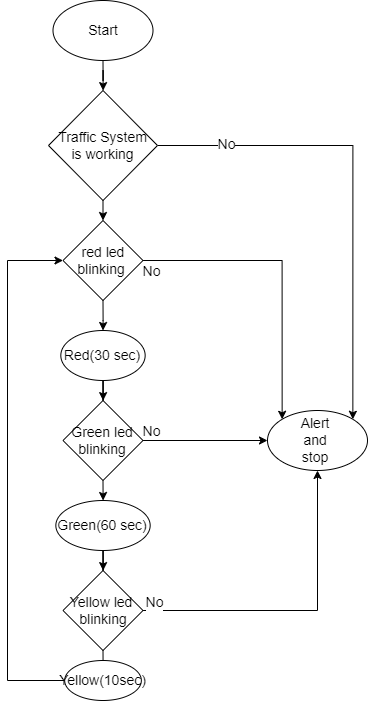 Start
Traffic System
is working
No
red led
blinking
No
Red(30 sec)
Green led
blinking
No
Alert
and
stop
Green(60 sec)
Yellow led
blinking
No
Yellow(10sec)